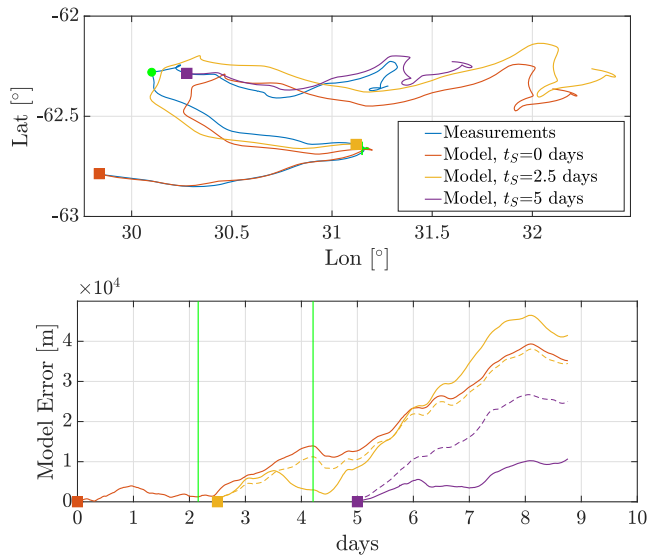 -62
-62.5
-63
Lat [°]
30
30.5
31
31.5
32
Lon [°]
Measurements
Model, t_S=0 days
Model, t_S=2.5 days
Model, t_S=5 days
×10^4
4
3
2
1
0
Model Error [m]
0 1 2 3 4 5 6 7 8 9 10
days